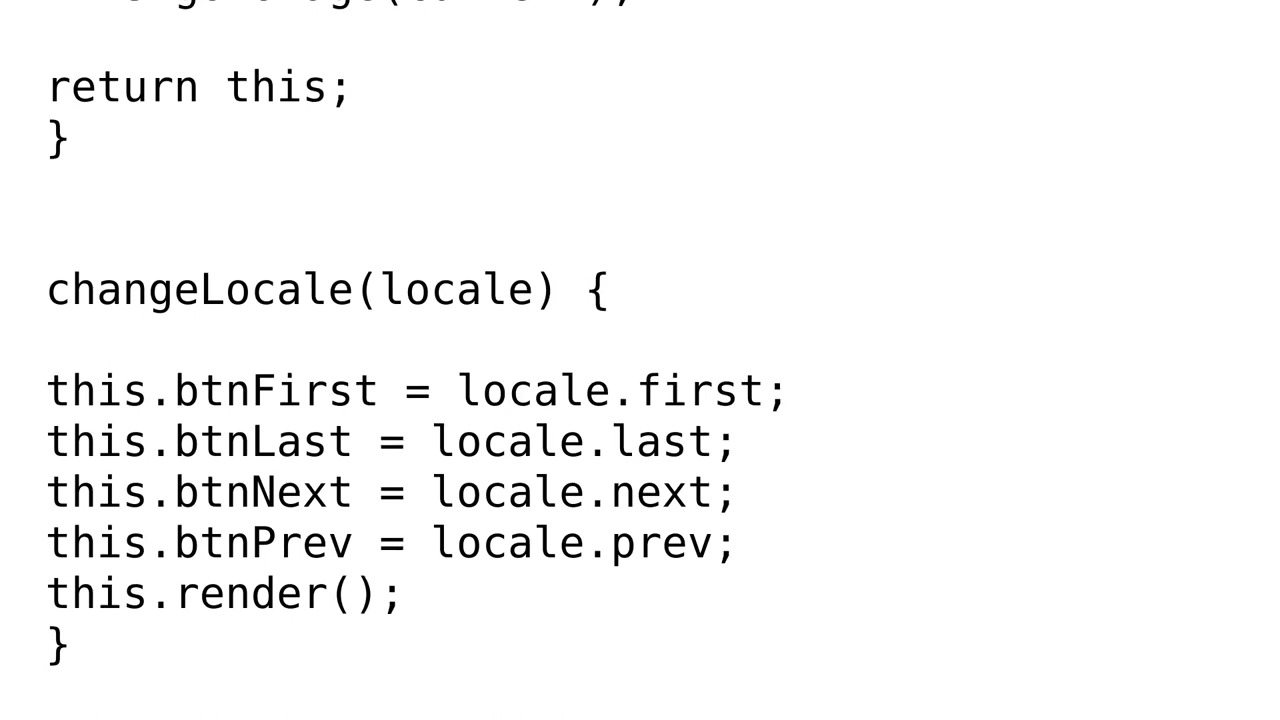 return this;
}
changeLocale(locale) {
this.btnFirst = locale.first;
this.btnLast = locale.last;
this.btnNext = locale.next;
this.btnPrev = locale.prev;
this.render();
}